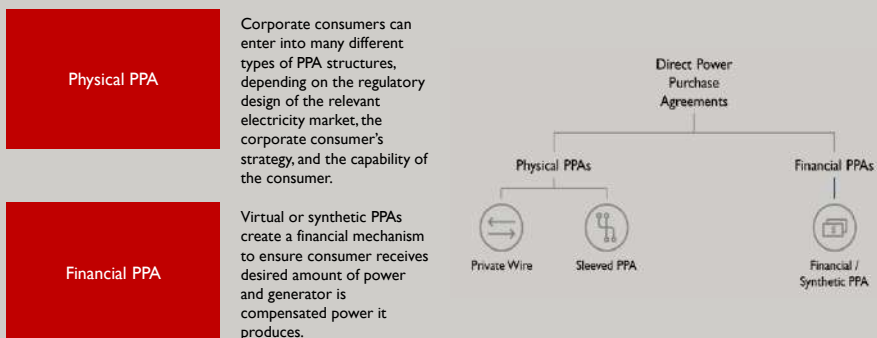 Physical PPA
Corporate consumers can
enter into many different
types of PPA structures,
depending on the regulatory
design of the relevant
electricity market, the
corporate consumer's
strategy, and the capability of
the consumer.
Financial PPA
Virtual or synthetic PPAs
create a financial mechanism
to ensure consumer receives
desired amount of power
and generator is
compensated power it
produces.
Direct Power
Purchase
Agreements
Physical PPAs
Financial PPAs
Private Wire
Sleeved PPA
Financial /
Synthetic PPA